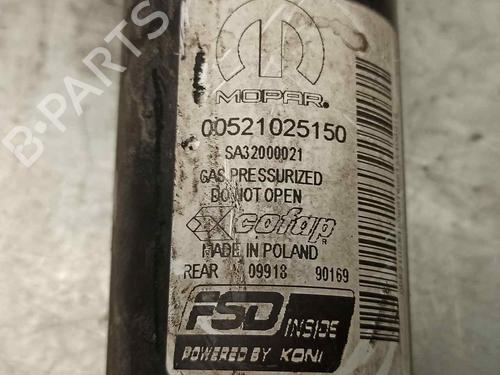 MOPAR®
00521025150
SA32000021
GAS PRESSURIZED
DO NOT OPEN
cofap®
MADE IN POLAND
REAR 09918 90169
FSD INSIDE
POWERED BY KONI
B-PARTS